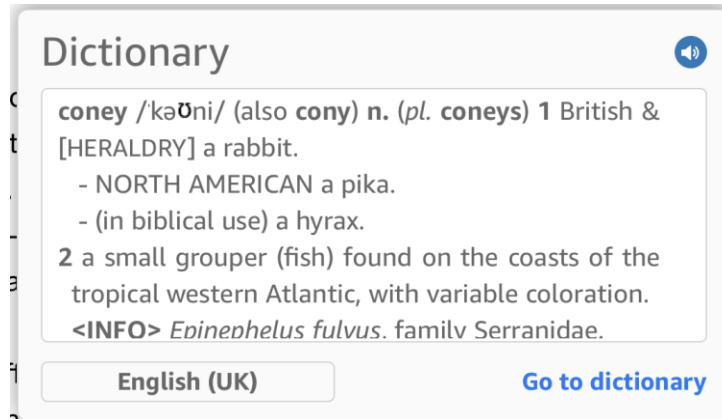 Dictionary
coney /ˈkəʊni/ (also cony) n. (pl. coneys) 1 British &
[HERALDRY] a rabbit.
- NORTH AMERICAN a pika.
- (in biblical use) a hyrax.
2 a small grouper (fish) found on the coasts of the
tropical western Atlantic, with variable coloration.
<INFO> Epinephelus fulvus, family Serranidae.
English (UK)
Go to dictionary